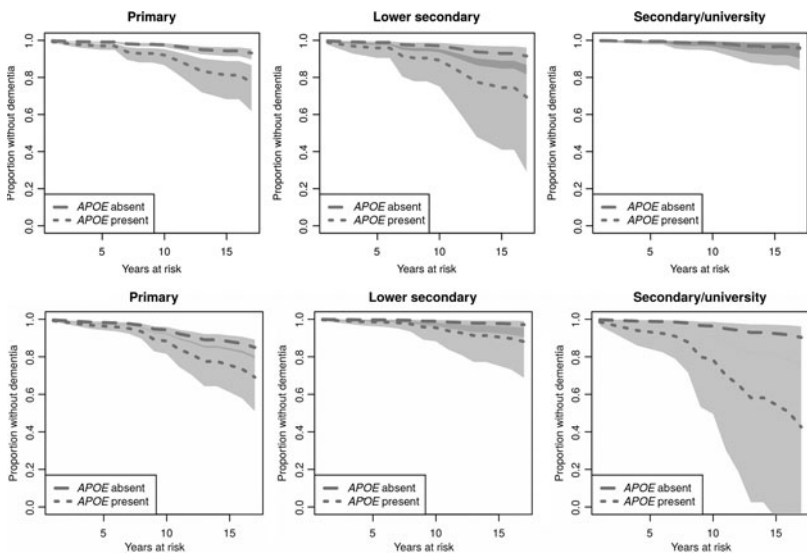 Primary
Proportion without dementia
1.0
0.8
0.6
0.4
0.2
0.0
APOE absent
APOE present
5 10 15
Years at risk
Lower secondary
Proportion without dementia
1.0
0.8
0.6
0.4
0.2
0.0
APOE absent
APOE present
5 10 15
Years at risk
Secondary/university
Proportion without dementia
1.0
0.8
0.6
0.4
0.2
0.0
APOE absent
APOE present
5 10 15
Years at risk
Primary
Proportion without dementia
1.0
0.8
0.6
0.4
0.2
0.0
APOE absent
APOE present
5 10 15
Years at risk
Lower secondary
Proportion without dementia
1.0
0.8
0.6
0.4
0.2
0.0
APOE absent
APOE present
5 10 15
Years at risk
Secondary/university
Proportion without dementia
1.0
0.8
0.6
0.4
0.2
0.0
APOE absent
APOE present
5 10 15
Years at risk